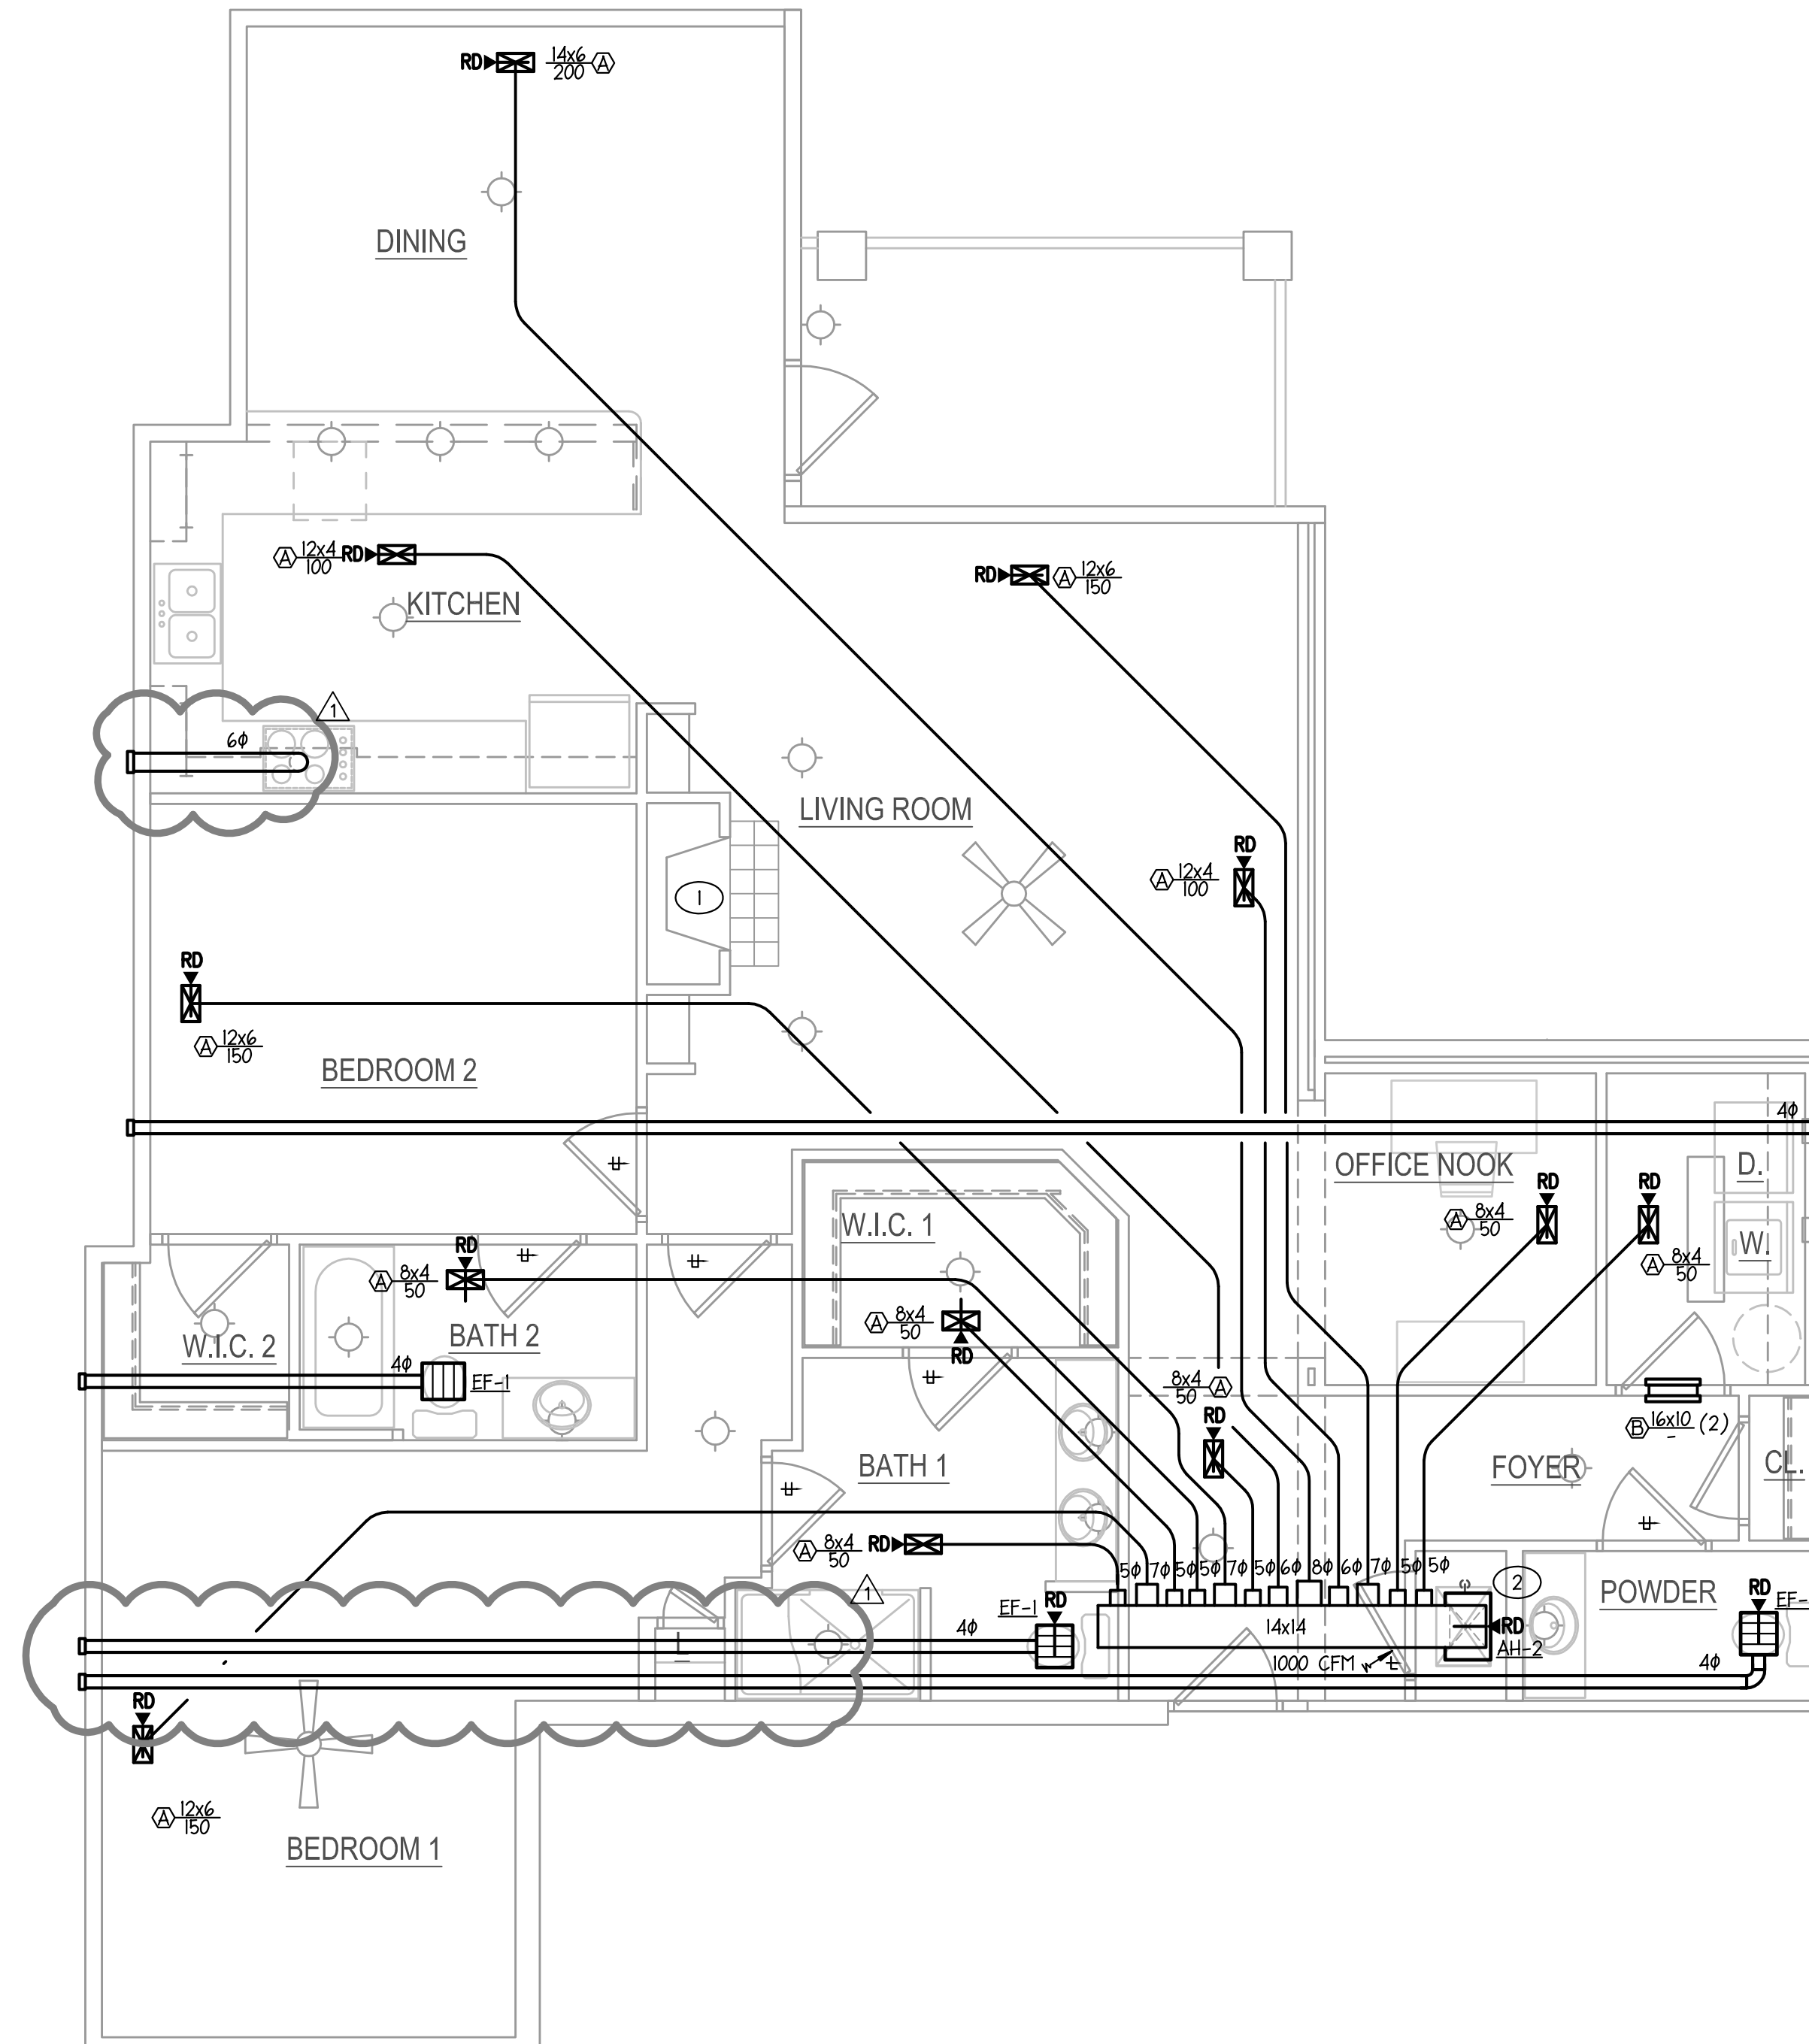 RD
14x6
200
A
DINING
A
12x4
100
RD
KITCHEN
RD
A
12x6
150
1
6ϕ
LIVING ROOM
RD
A
12x4
100
1
RD
A
12x6
150
BEDROOM 2
4ϕ
OFFICE NOOK
RD
A
8x4
50
RD
A
8x4
50
D.
W.
W.I.C. 1
RD
A
8x4
50
BATH 2
W.I.C. 2
4ϕ
EF-1
A
8x4
50
RD
8x4
50
A
RD
B
16x10
-
(2)
BATH 1
FOYER
CL.
A
8x4
50
RD
5ϕ
7ϕ
5ϕ
5ϕ
7ϕ
5ϕ
6ϕ
8ϕ
6ϕ
7ϕ
5ϕ
5ϕ
1
2
POWDER
RD
EF-
EF-1
RD
4ϕ
14x14
RD
AH-2
1000 CFM
L
4ϕ
RD
A
12x6
150
BEDROOM 1